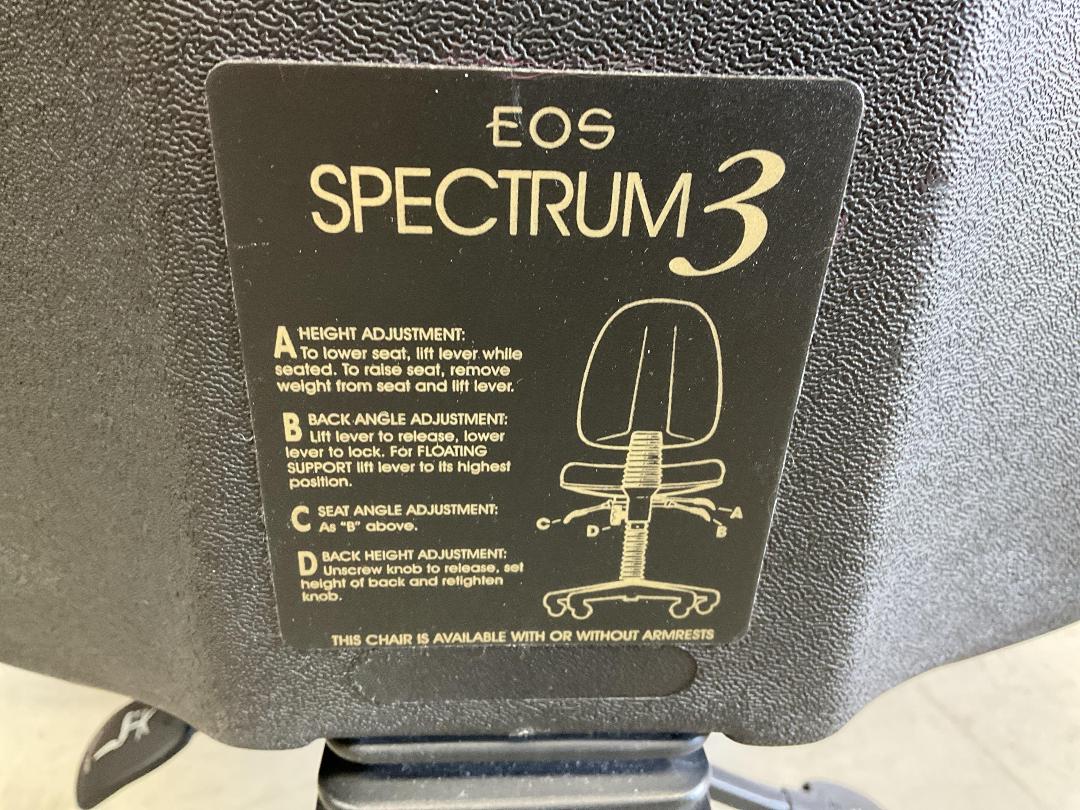 EOS
SPECTRUM 3
A HEIGHT ADJUSTMENT:
To lower seat, lift lever while
seated. To raise seat, remove
weight from seat and lift lever.
B BACK ANGLE ADJUSTMENT:
Lift lever to release, lower
lever to lock. For FLOATING
SUPPORT lift lever to its highest
position.
C SEAT ANGLE ADJUSTMENT:
As "B" above.
D BACK HEIGHT ADJUSTMENT:
Unscrew knob to release, set
height of back and retighten
knob.
C
D
A
B
THIS CHAIR IS AVAILABLE WITH OR WITHOUT ARMRESTS